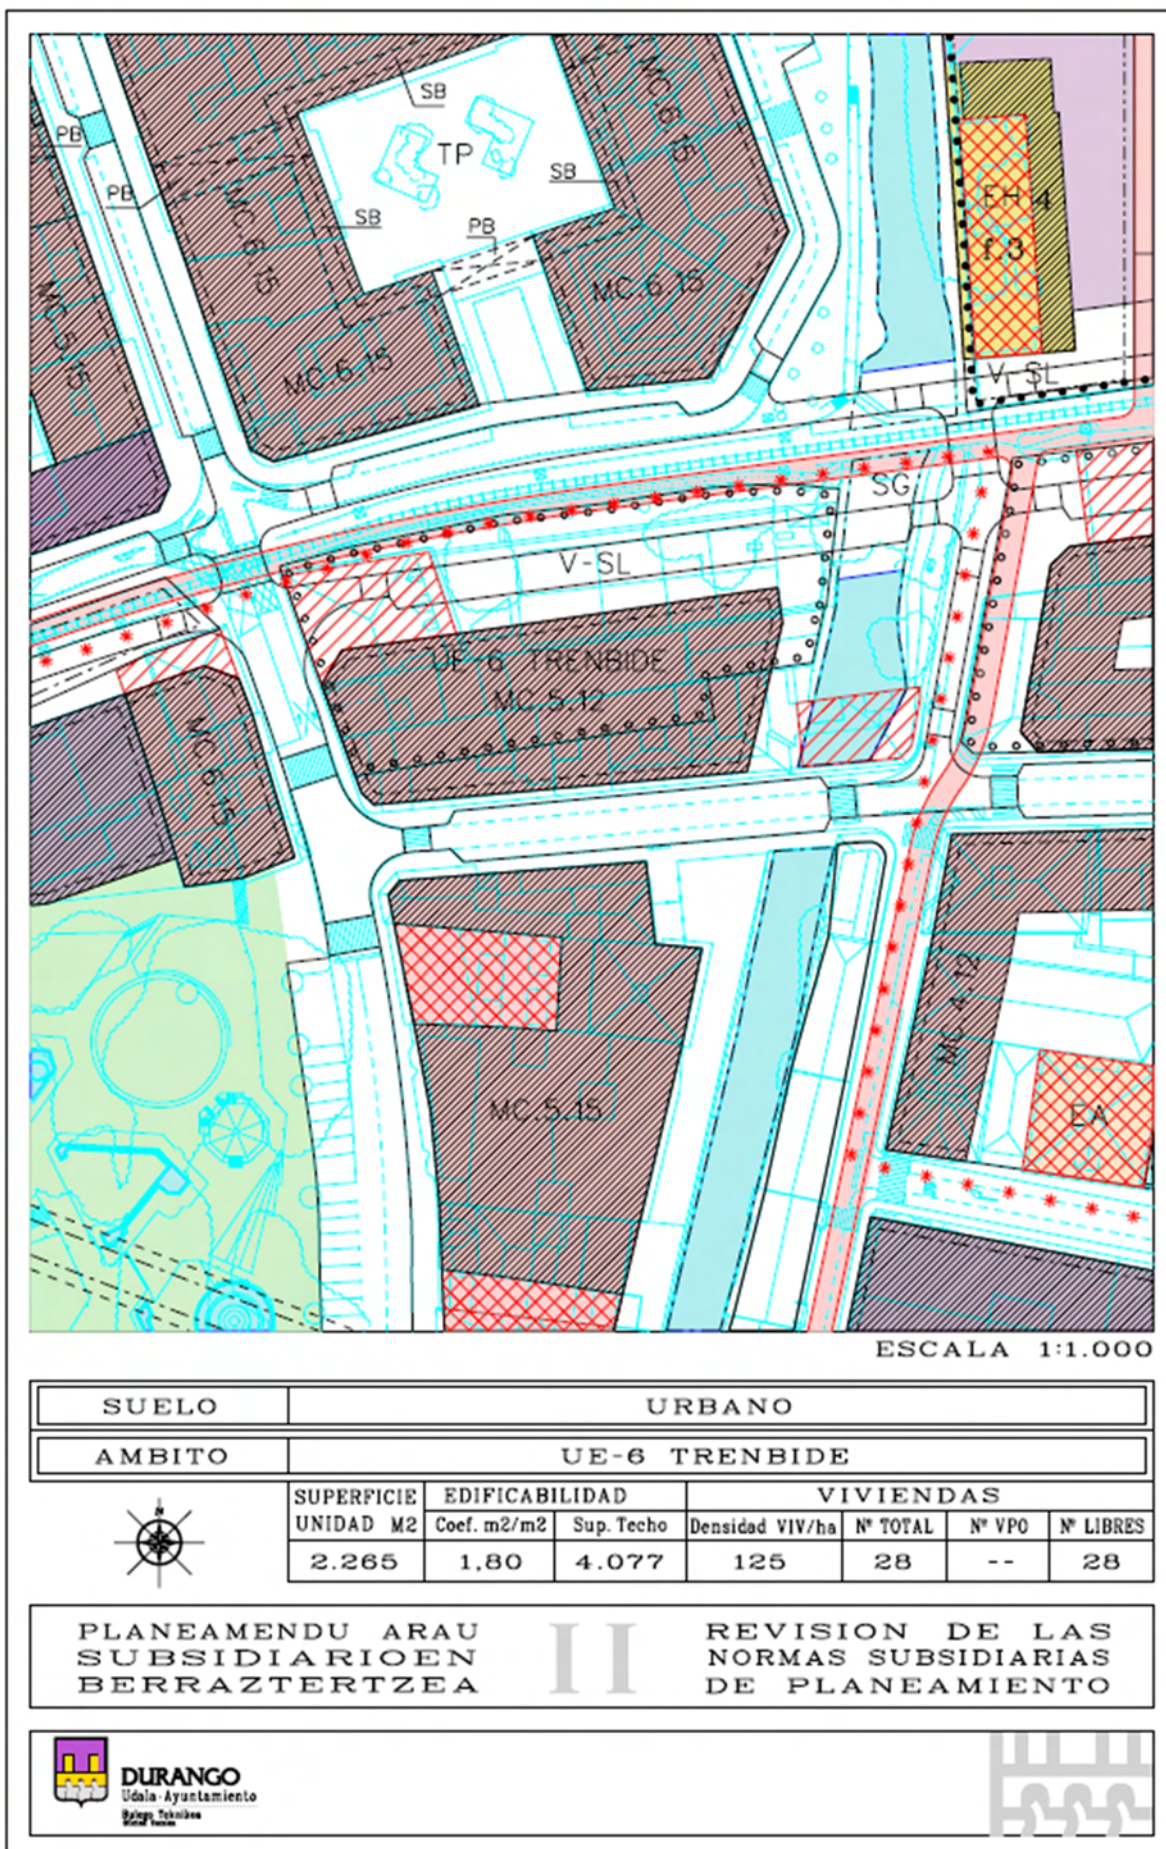 SB
PB
MC.6.15
TP
SB
PB
EH-4
MC.6.15
SB
PB
f.3
MC.5.15
MC.6.15
MC.6.15
V-SL
SG
V-SL
UE-6 TRENBIDE
MC.5.12
MC.6.15
MC.4.12
MC.5.15
EA
ESCALA 1:1.000
SUELO URBANO
AMBITO UE-6 TRENBIDE
SUPERFICIE EDIFICABILIDAD VIVIENDAS
UNIDAD M2 Coef. m2/m2 Sup. Techo Densidad VIV/ha Nº TOTAL Nº VPO Nº LIBRES
N
2.265 1,80 4.077 125 28 -- 28
PLANEAMENDU ARAU
SUBSIDIARIOEN
BERRAZTERTZEA
II
REVISION DE LAS
NORMAS SUBSIDIARIAS
DE PLANEAMIENTO
DURANGO
Udala·Ayuntamiento
Bulego Teknikoa